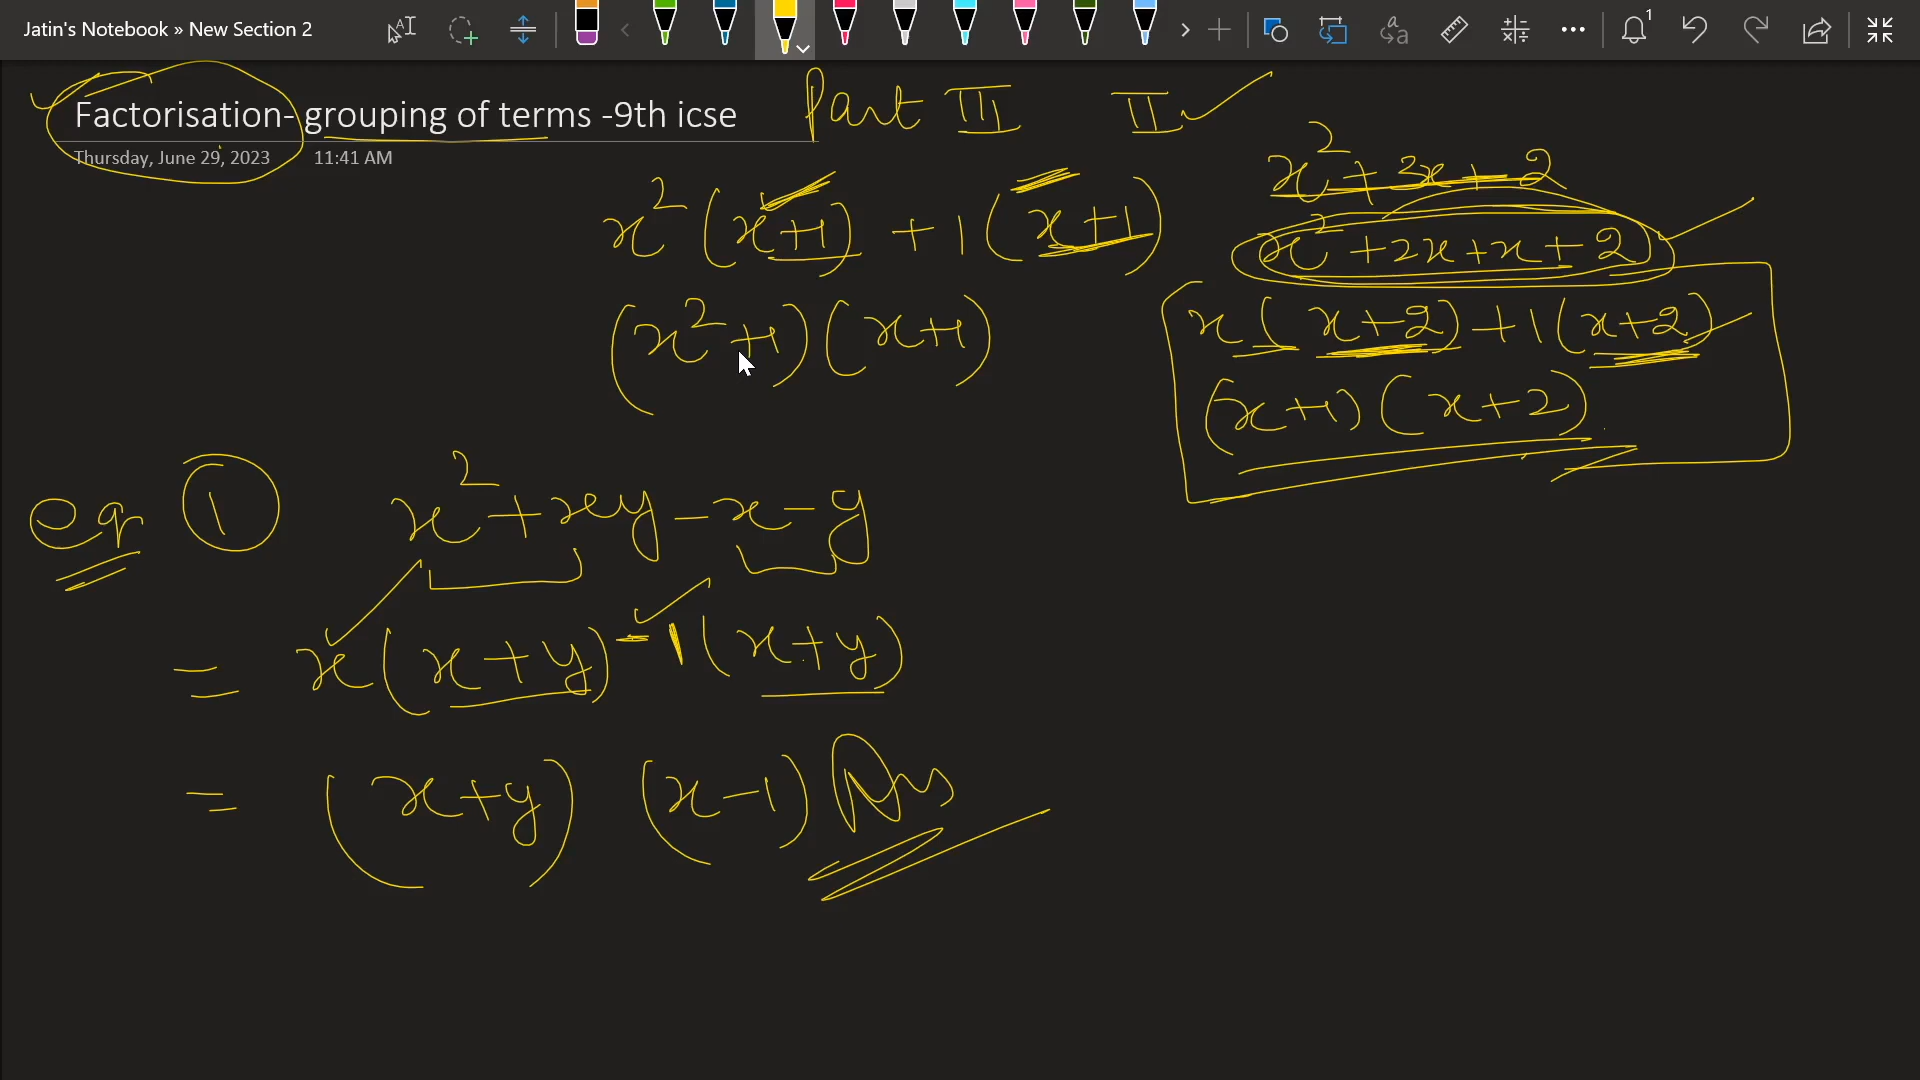 Jatin's Notebook » New Section 2
Factorisation- grouping of terms -9th icse Part III II
Thursday, June 29, 2023 11:41 AM
x² (x+1) + 1 (x+1)
(x²+1) (x+1)
x² + 3x + 2
x² + 2x + x + 2
x (x+2) + 1 (x+2)
(x+1) (x+2)
eg ① x² + xy - x - y
= x (x+y) - 1 (x+y)
= (x+y) (x-1) Ans